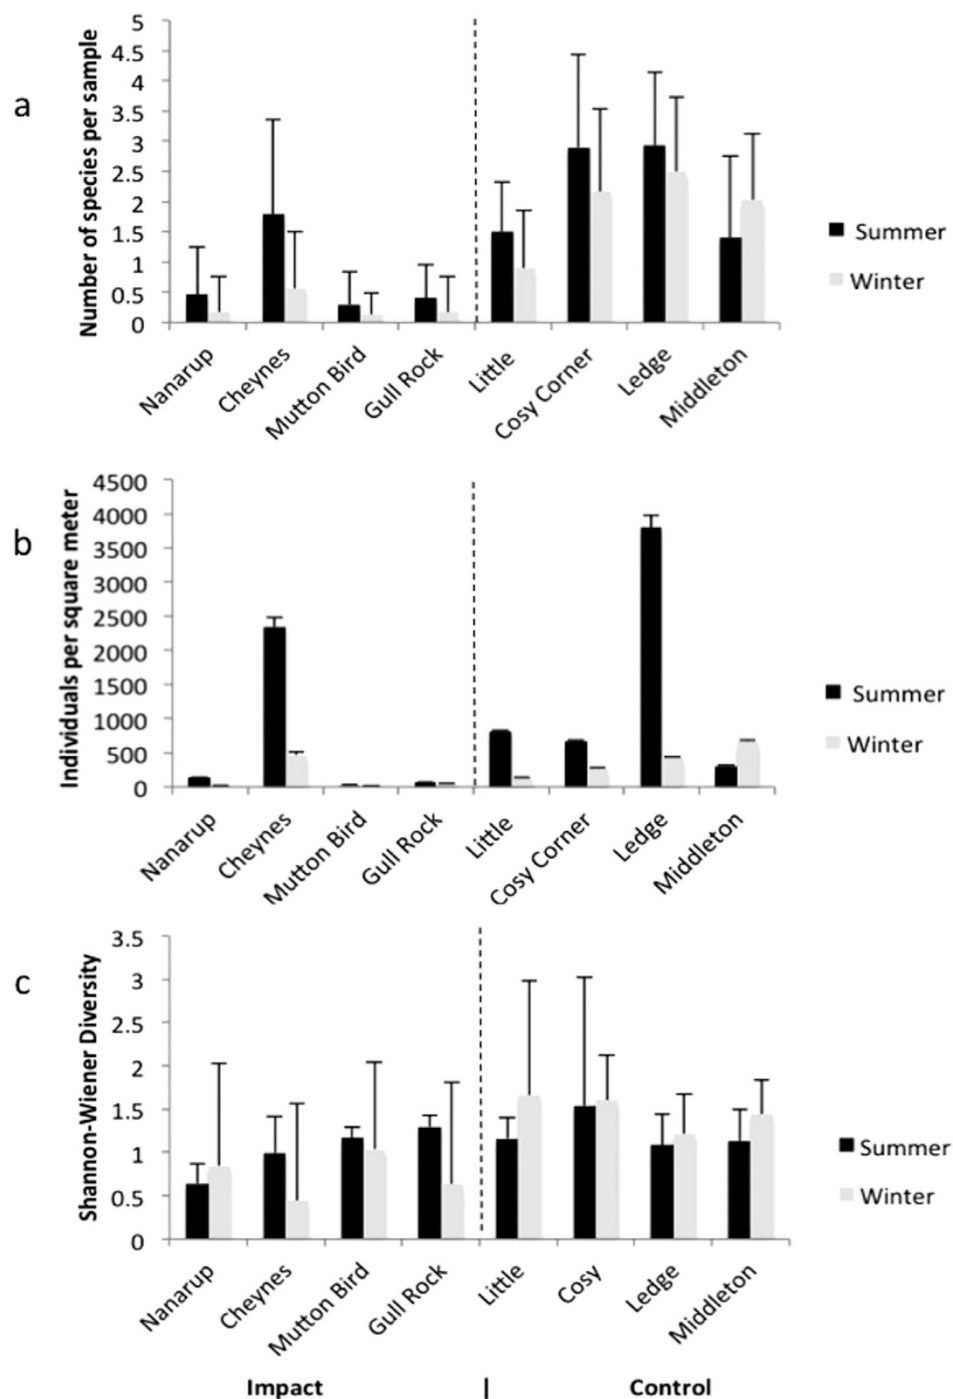 a
Number of species per sample
5
4.5
4
3.5
3
2.5
2
1.5
1
0.5
0
Nanarup
Cheynes
Mutton Bird
Gull Rock
Little
Cosy Corner
Ledge
Middleton
Summer
Winter
b
Individuals per square meter
4500
4000
3500
3000
2500
2000
1500
1000
500
0
Nanarup
Cheynes
Mutton Bird
Gull Rock
Little
Cosy Corner
Ledge
Middleton
Summer
Winter
c
Shannon-Wiener Diversity
3.5
3
2.5
2
1.5
1
0.5
0
Nanarup
Cheynes
Mutton Bird
Gull Rock
Little
Cosy
Ledge
Middleton
Summer
Winter
Impact | Control